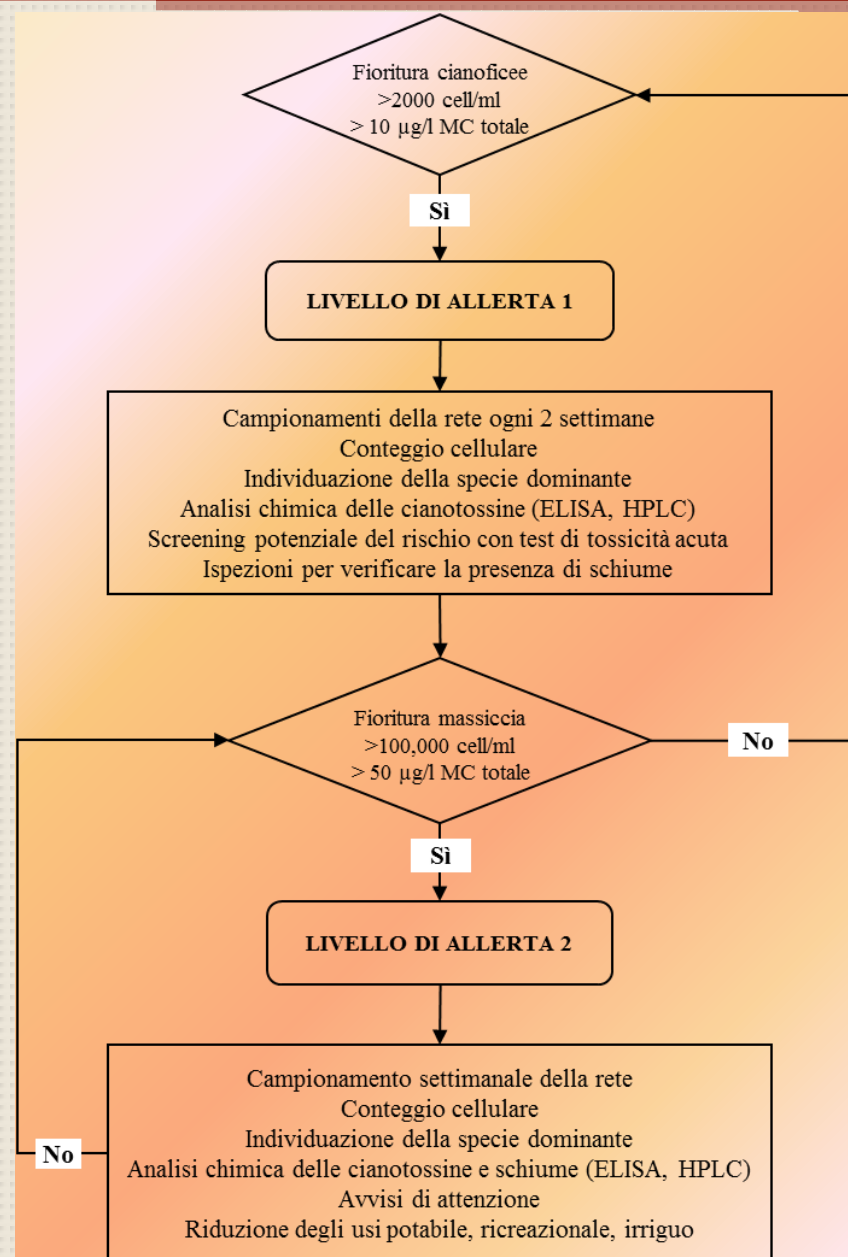 Fioritura cianoficee
>2000 cell/ml
> 10 µg/l MC totale
Sì
LIVELLO DI ALLERTA 1
Campionamenti della rete ogni 2 settimane
Conteggio cellulare
Individuazione della specie dominante
Analisi chimica delle cianotossine (ELISA, HPLC)
Screening potenziale del rischio con test di tossicità acuta
Ispezioni per verificare la presenza di schiume
Fioritura massiccia
>100,000 cell/ml
> 50 µg/l MC totale
No
Sì
LIVELLO DI ALLERTA 2
Campionamento settimanale della rete
Conteggio cellulare
Individuazione della specie dominante
Analisi chimica delle cianotossine e schiume (ELISA, HPLC)
Avvisi di attenzione
Riduzione degli usi potabile, ricreazionale, irriguo
No